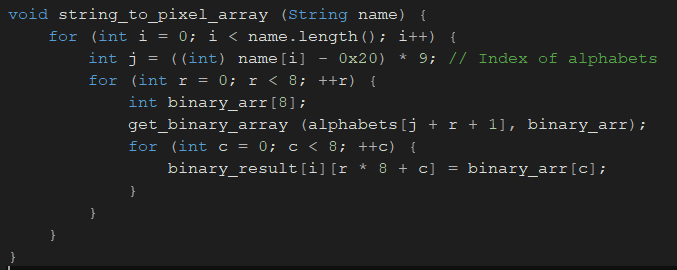 void string_to_pixel_array (String name) {
    for (int i = 0; i < name.length(); i++) {
        int j = ((int) name[i] - 0x20) * 9; // Index of alphabets
        for (int r = 0; r < 8; ++r) {
            int binary_arr[8];
            get_binary_array (alphabets[j + r + 1], binary_arr);
            for (int c = 0; c < 8; ++c) {
                binary_result[i][r * 8 + c] = binary_arr[c];
            }
        }
    }
}